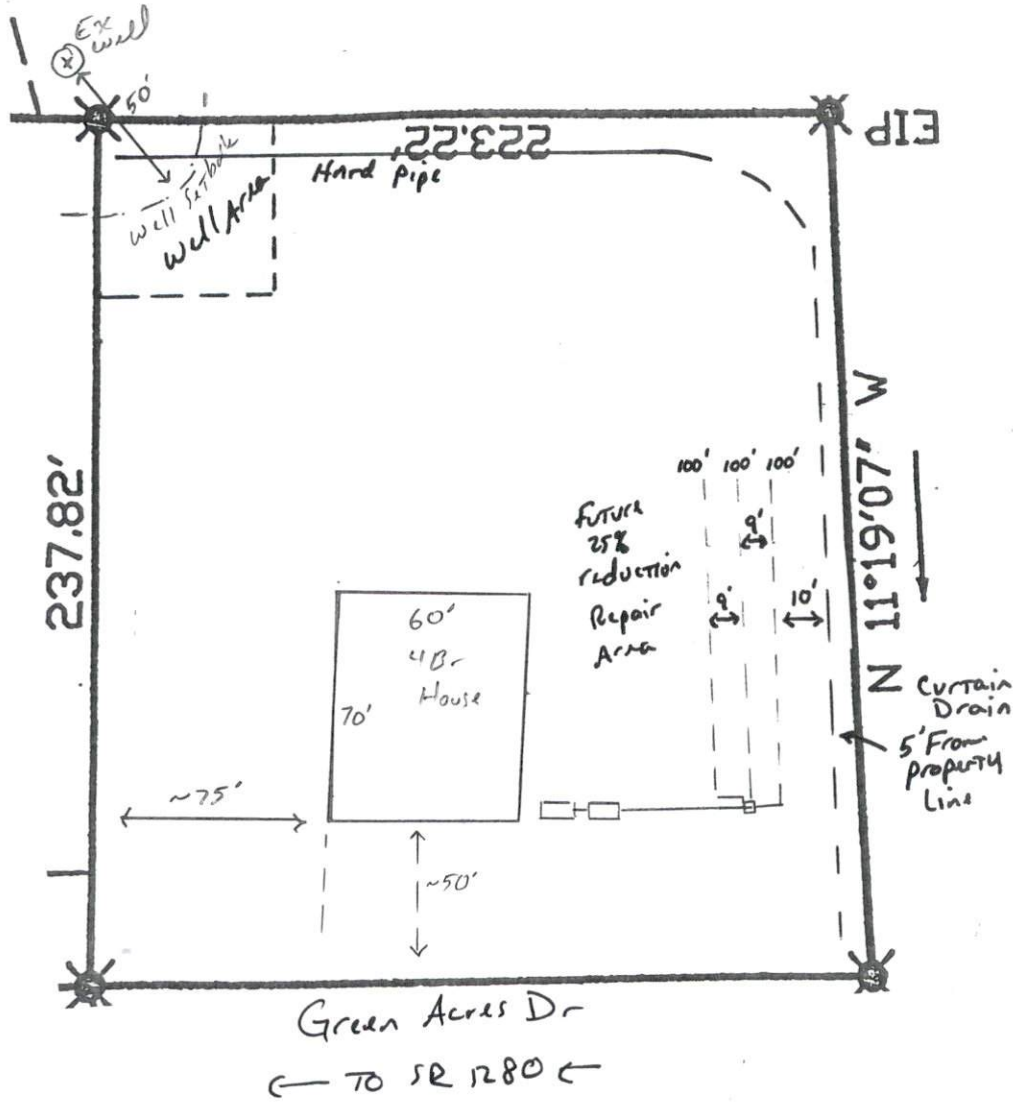 Ex
well
50'
EIP
223.22'
Hard Pipe
Well Setback
Well Area
237.82'
N 11°19'07" W
100' 100' 100'
9'
9'
10'
Future
25%
reduction
Repair
Area
60'
4 Br
House
70'
Curtain
Drain
5' From
property
Line
~75'
~50'
Green Acres Dr
← TO SR 1280 ←